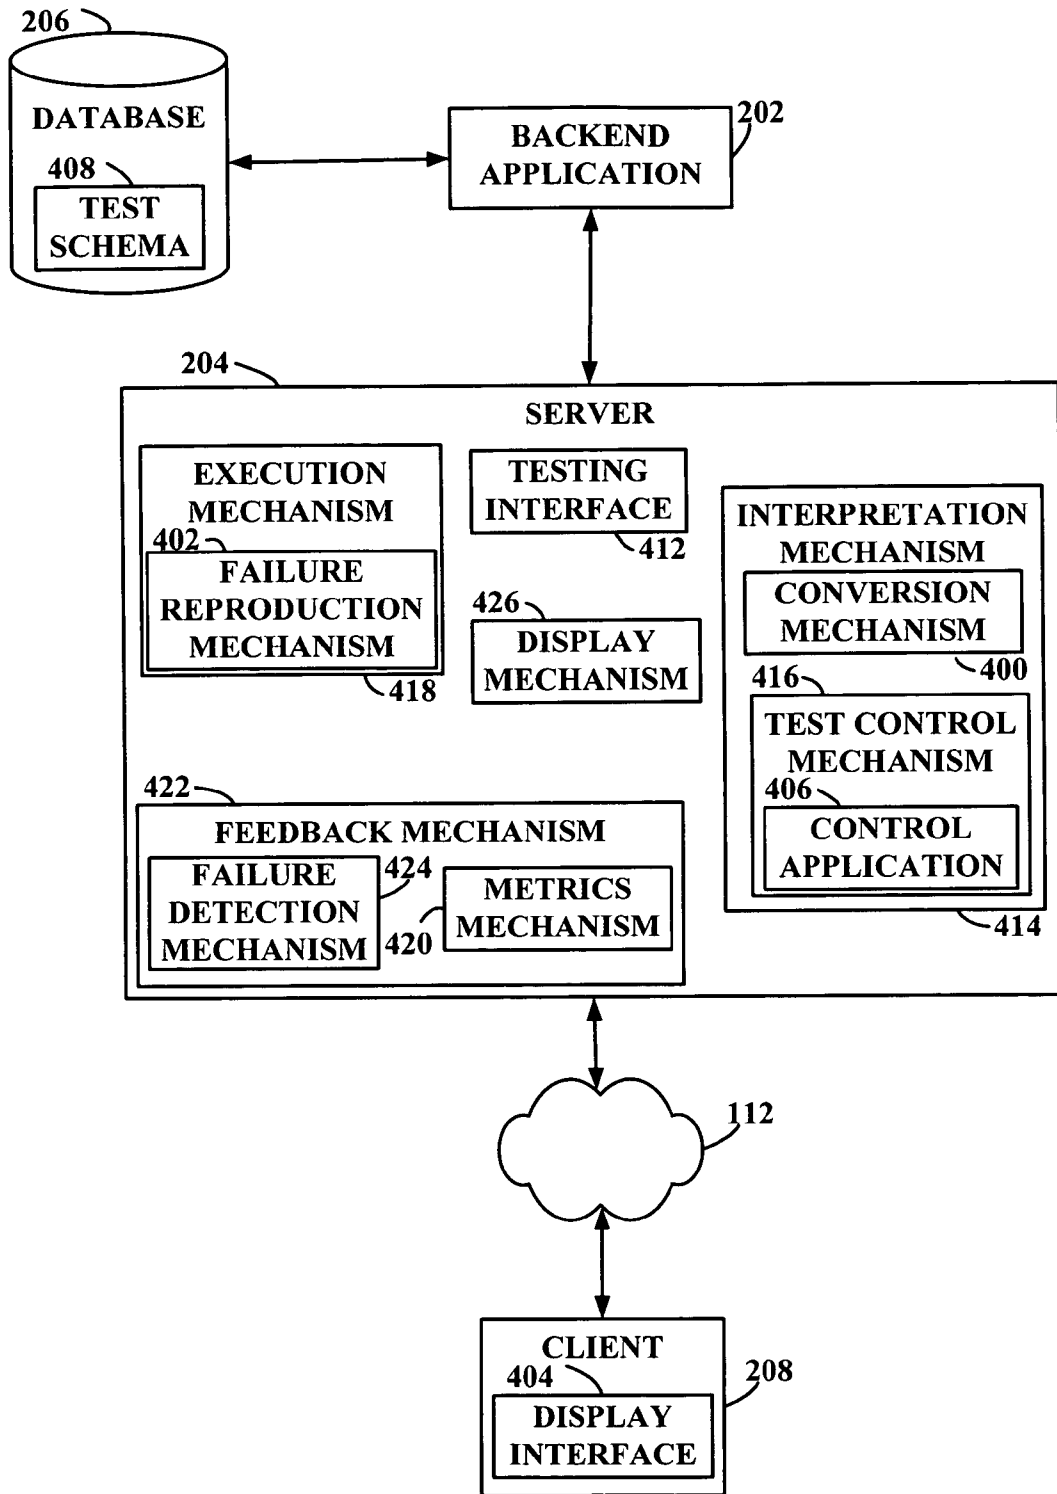 206
DATABASE
408
TEST
SCHEMA
BACKEND
APPLICATION
202
204
SERVER
EXECUTION
MECHANISM
402
FAILURE
REPRODUCTION
MECHANISM
418
TESTING
INTERFACE
412
426
DISPLAY
MECHANISM
INTERPRETATION
MECHANISM
CONVERSION
MECHANISM
400
416
TEST CONTROL
MECHANISM
406
CONTROL
APPLICATION
414
422
FEEDBACK MECHANISM
FAILURE
DETECTION
MECHANISM
424
420
METRICS
MECHANISM
112
CLIENT
404
DISPLAY
INTERFACE
208